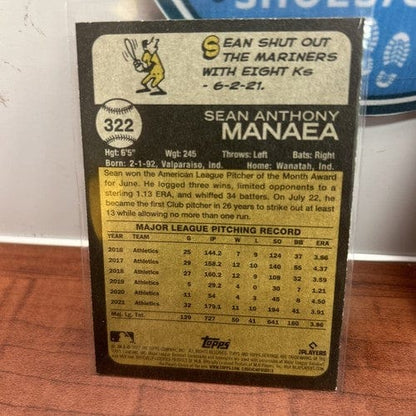 SHOES
SEAN SHUT OUT
THE MARINERS
WITH EIGHT Ks
- 6-2-21.
322
SEAN ANTHONY
MANAEA
Hgt: 6'5" Wgt: 245 Throws: Left Bats: Right
Born: 2-1-92, Valparaiso, Ind. Home: Wanatah, Ind.
Sean won the American League Pitcher of the Month Award
for June. He logged three wins, limited opponents to a
sterling 1.13 ERA, and whiffed 34 batters. On July 22, he
became the first Club pitcher in 26 years to strike out at least
13 while allowing no more than one run.
MAJOR LEAGUE PITCHING RECORD
YEAR TEAM G IP W L SO BB ERA
2016 Athletics 25 144.2 7 9 124 37 3.86
2017 Athletics 29 158.2 12 10 140 55 4.37
2018 Athletics 27 160.2 12 9 108 32 3.59
2019 Athletics 5 29.2 4 0 30 7 1.21
2020 Athletics 11 54 4 3 45 8 4.50
2021 Athletics 32 179.1 11 10 194 41 3.91
Maj. Lg. Tot. 129 727 50 41 641 180 3.86
Topps
PLAYERS